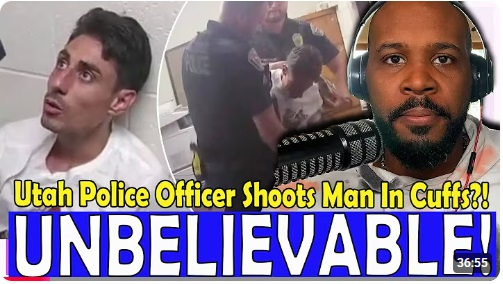 Utah Police Officer Shoots Man In Cuffs?!
UNBELIEVABLE!
36:55